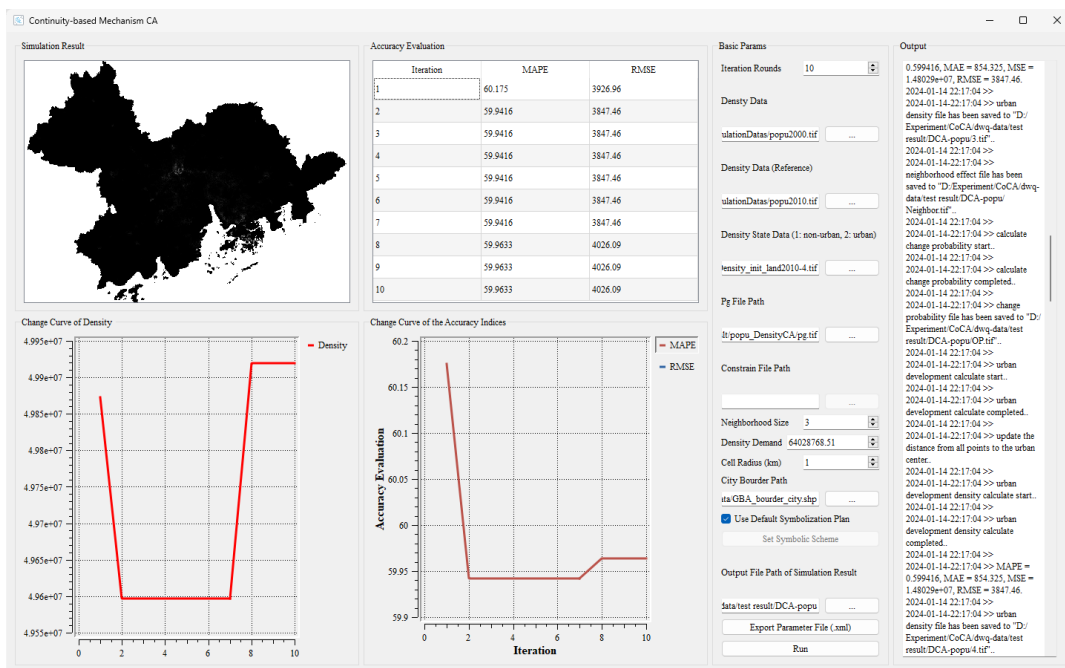 Continuity-based Mechanism CA
Simulation Result
Accuracy Evaluation
Iteration MAPE RMSE
1 60.175 3926.96
2 59.9416 3847.46
3 59.9416 3847.46
4 59.9416 3847.46
5 59.9416 3847.46
6 59.9416 3847.46
7 59.9416 3847.46
8 59.9633 4026.09
9 59.9633 4026.09
10 59.9633 4026.09
Change Curve of Density
4.995e+07
4.99e+07
4.985e+07
4.98e+07
4.975e+07
4.97e+07
4.965e+07
4.96e+07
4.955e+07
0 2 4 6 8 10
Density
Change Curve of the Accuracy Indices
60.2
60.15
60.1
60.05
60
59.95
59.9
0 2 4 6 8 10
Accuracy Evaluation
Iteration
MAPE
RMSE
Basic Params
Iteration Rounds 10
Densty Data
ulationDatas/popu2000.tif ...
Density Data (Reference)
ulationDatas/popu2010.tif ...
Density State Data (1: non-urban, 2: urban)
Density_init_land2010-4.tif ...
Pg File Path
lt/popu_DensityCA/pg.tif ...
Constrain File Path
...
Neighborhood Size 3
Density Demand 64028768.51
Cell Radius (km) 1
City Bourder Path
ata/GBA_bourder_city.shp ...
Use Default Symbolization Plan
Set Symbolic Scheme
Output File Path of Simulation Result
data/test result/DCA-popu ...
Export Parameter File (.xml)
Run
Output
0.599416, MAE = 854.325, MSE =
1.48029e+07, RMSE = 3847.46.
2024-01-14 22:17:04 >>
2024-01-14-22:17:04 >> urban
density file has been saved to "D:/
Experiment/CoCA/dwq-data/test
result/DCA-popu/3.tif"..
2024-01-14 22:17:04 >>
2024-01-14-22:17:04 >>
neighborhood effect file has been
saved to "D:/Experiment/CoCA/dwq-
data/test result/DCA-popu/
Neighbor.tif"..
2024-01-14 22:17:04 >>
2024-01-14-22:17:04 >> calculate
change probability start..
2024-01-14 22:17:04 >>
2024-01-14-22:17:04 >> calculate
change probability completed..
2024-01-14 22:17:04 >>
2024-01-14-22:17:04 >> change
probability file has been saved to "D:/
Experiment/CoCA/dwq-data/test
result/DCA-popu/OP.tif"..
2024-01-14 22:17:04 >>
2024-01-14-22:17:04 >> urban
development calculate start..
2024-01-14 22:17:04 >>
2024-01-14-22:17:04 >> urban
development calculate completed..
2024-01-14 22:17:04 >>
2024-01-14-22:17:04 >> update the
distance from all points to the urban
center..
2024-01-14 22:17:04 >>
2024-01-14-22:17:04 >> urban
development density calculate start..
2024-01-14 22:17:04 >>
2024-01-14-22:17:04 >> urban
development density calculate
completed..
2024-01-14 22:17:04 >>
2024-01-14-22:17:04 >> MAPE =
0.599416, MAE = 854.325, MSE =
1.48029e+07, RMSE = 3847.46.
2024-01-14 22:17:04 >>
2024-01-14-22:17:04 >> urban
density file has been saved to "D:/
Experiment/CoCA/dwq-data/test
result/DCA-popu/4.tif"..